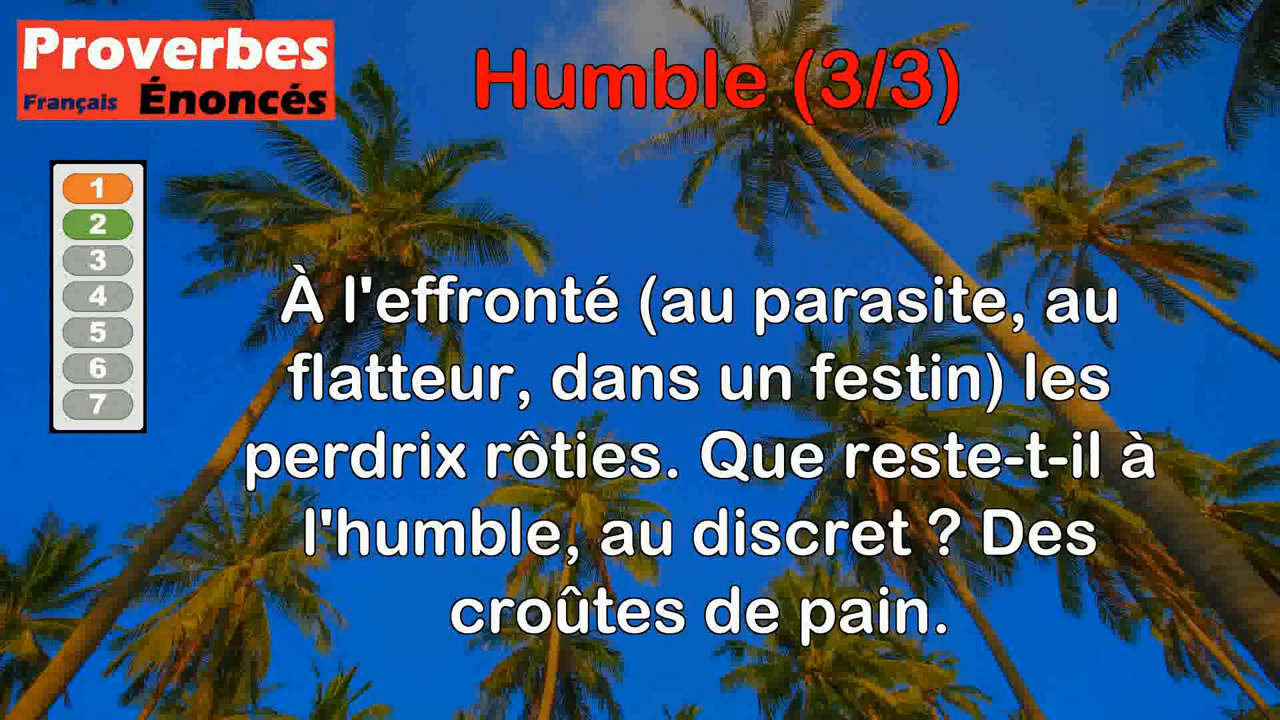 Proverbes
Français Énoncés
Humble (3/3)
1
2
3
4
5
6
7
À l'effronté (au parasite, au
flatteur, dans un festin) les
perdrix rôties. Que reste-t-il à
l'humble, au discret ? Des
croûtes de pain.